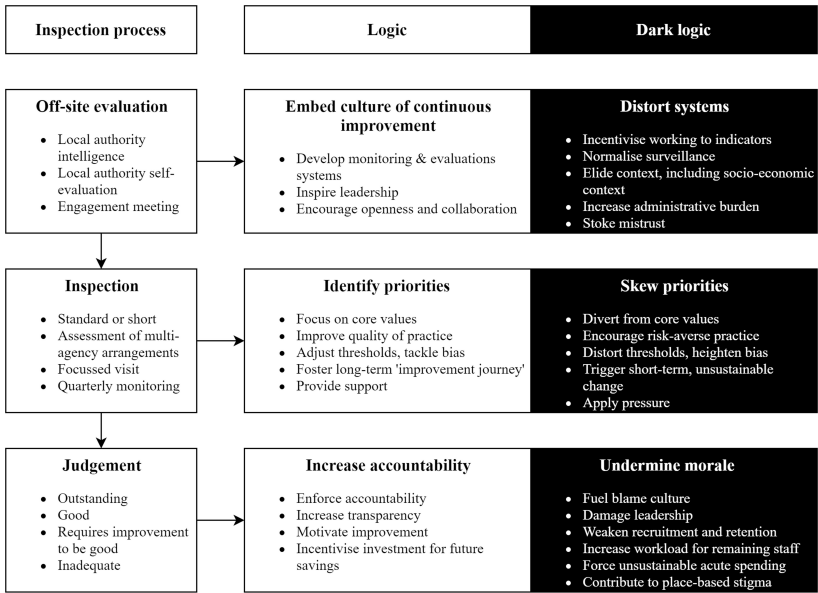 Inspection process
Logic
Dark logic
Off-site evaluation
• Local authority
intelligence
• Local authority self-
evaluation
• Engagement meeting
Embed culture of continuous
improvement
• Develop monitoring & evaluations
systems
• Inspire leadership
• Encourage openness and collaboration
Distort systems
• Incentivise working to indicators
• Normalise surveillance
• Elide context, including socio-economic
context
• Increase administrative burden
• Stoke mistrust
Inspection
• Standard or short
• Assessment of multi-
agency arrangements
• Focussed visit
• Quarterly monitoring
Identify priorities
• Focus on core values
• Improve quality of practice
• Adjust thresholds, tackle bias
• Foster long-term 'improvement journey'
• Provide support
Skew priorities
• Divert from core values
• Encourage risk-averse practice
• Distort thresholds, heighten bias
• Trigger short-term, unsustainable
change
• Apply pressure
Judgement
• Outstanding
• Good
• Requires improvement
to be good
• Inadequate
Increase accountability
• Enforce accountability
• Increase transparency
• Motivate improvement
• Incentivise investment for future
savings
Undermine morale
• Fuel blame culture
• Damage leadership
• Weaken recruitment and retention
• Increase workload for remaining staff
• Force unsustainable acute spending
• Contribute to place-based stigma